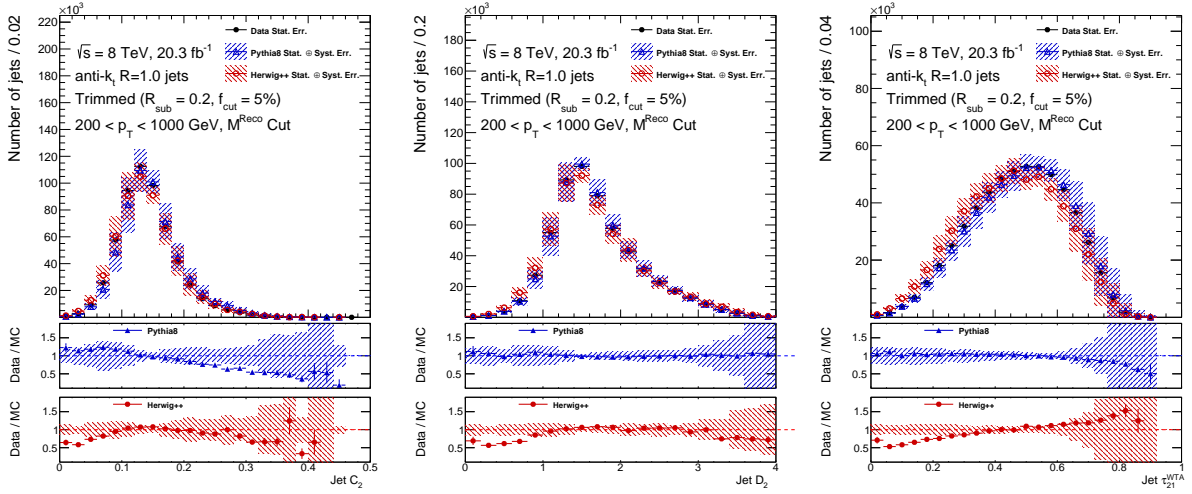 Number of jets / 0.02
×10³
220
200
180
160
140
120
100
80
60
40
20
Data Stat. Err.
√s = 8 TeV, 20.3 fb⁻¹
Pythia8 Stat. ⊕ Syst. Err.
anti-kₜ R=1.0 jets
Herwig++ Stat. ⊕ Syst. Err.
Trimmed (R_sub = 0.2, f_cut = 5%)
200 < p_T < 1000 GeV, M^Reco Cut
Data / MC
1.5
1
0.5
Pythia8
Data / MC
1.5
1
0.5
Herwig++
0 0.1 0.2 0.3 0.4 0.5
Jet C₂
Number of jets / 0.2
×10³
180
160
140
120
100
80
60
40
20
Data Stat. Err.
√s = 8 TeV, 20.3 fb⁻¹
Pythia8 Stat. ⊕ Syst. Err.
anti-kₜ R=1.0 jets
Herwig++ Stat. ⊕ Syst. Err.
Trimmed (R_sub = 0.2, f_cut = 5%)
200 < p_T < 1000 GeV, M^Reco Cut
Data / MC
1.5
1
0.5
Pythia8
Data / MC
1.5
1
0.5
Herwig++
0 1 2 3 4
Jet D₂
Number of jets / 0.04
×10³
100
80
60
40
20
0
Data Stat. Err.
√s = 8 TeV, 20.3 fb⁻¹
Pythia8 Stat. ⊕ Syst. Err.
anti-kₜ R=1.0 jets
Herwig++ Stat. ⊕ Syst. Err.
Trimmed (R_sub = 0.2, f_cut = 5%)
200 < p_T < 1000 GeV, M^Reco Cut
Data / MC
1.5
1
0.5
Pythia8
Data / MC
1.5
1
0.5
Herwig++
0 0.2 0.4 0.6 0.8 1
Jet τ₂₁^WTA